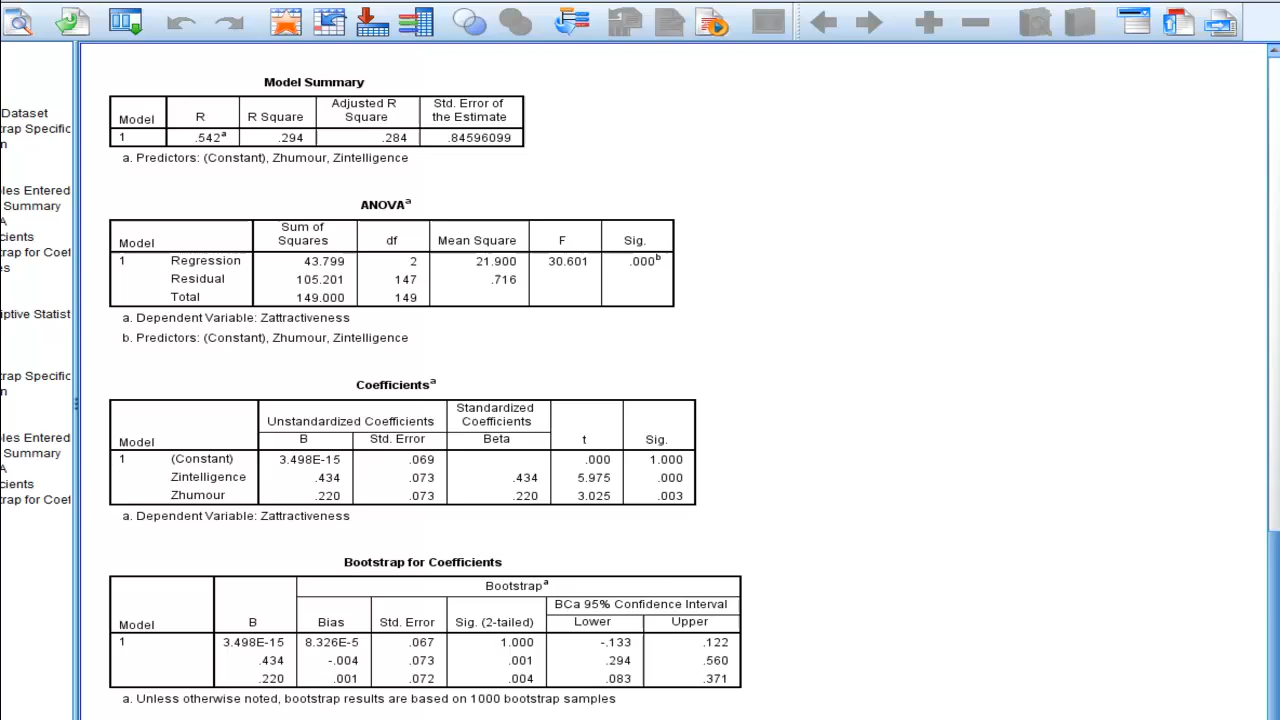 Dataset
rap Specific
n
les Entered
Summary
A
cients
rap for Coef
es
iptive Statist
rap Specific
n
les Entered
Summary
A
cients
rap for Coef
Model Summary
Model R R Square Adjusted R Square Std. Error of the Estimate
1 .542a .294 .284 .84596099
a. Predictors: (Constant), Zhumour, Zintelligence
ANOVAa
Model Sum of Squares df Mean Square F Sig.
1 Regression 43.799 2 21.900 30.601 .000b
Residual 105.201 147 .716
Total 149.000 149
a. Dependent Variable: Zattractiveness
b. Predictors: (Constant), Zhumour, Zintelligence
Coefficientsa
Unstandardized Coefficients Standardized Coefficients
Model B Std. Error Beta t Sig.
1 (Constant) 3.498E-15 .069 .000 1.000
Zintelligence .434 .073 .434 5.975 .000
Zhumour .220 .073 .220 3.025 .003
a. Dependent Variable: Zattractiveness
Bootstrap for Coefficients
Bootstrapa
BCa 95% Confidence Interval
Model B Bias Std. Error Sig. (2-tailed) Lower Upper
1 3.498E-15 8.326E-5 .067 1.000 -.133 .122
.434 -.004 .073 .001 .294 .560
.220 .001 .072 .004 .083 .371
a. Unless otherwise noted, bootstrap results are based on 1000 bootstrap samples